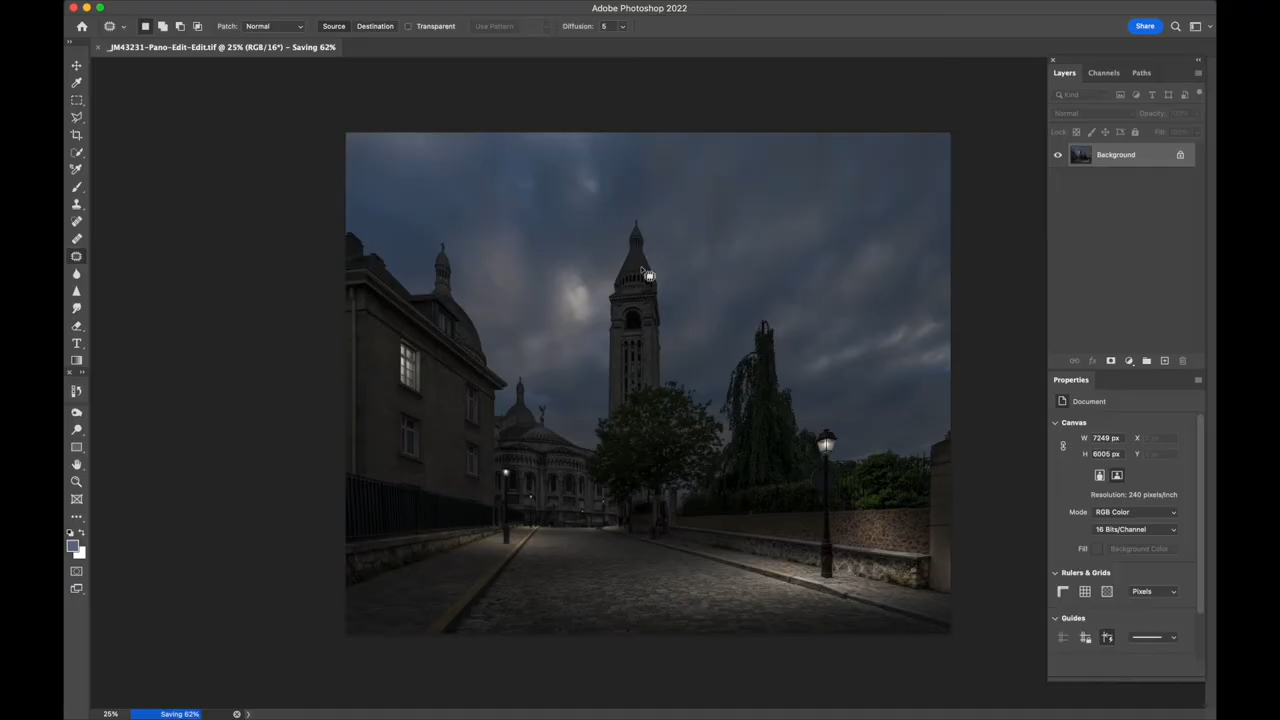 Adobe Photoshop 2022
Patch: Normal Source Destination Transparent Use Pattern Diffusion: 5 Share
_JM43231-Pano-Edit-Edit.tif @ 25% (RGB/16*) – Saving 62%
Layers Channels Paths
Kind
Normal Opacity: 100%
Lock: Fill: 100%
Background
Properties
Document
Canvas
W 7249 px X
H 6005 px Y
Resolution: 240 pixels/inch
Mode RGB Color
16 Bits/Channel
Fill Background Color
Rulers & Grids
Pixels
Guides
25% Saving 62%